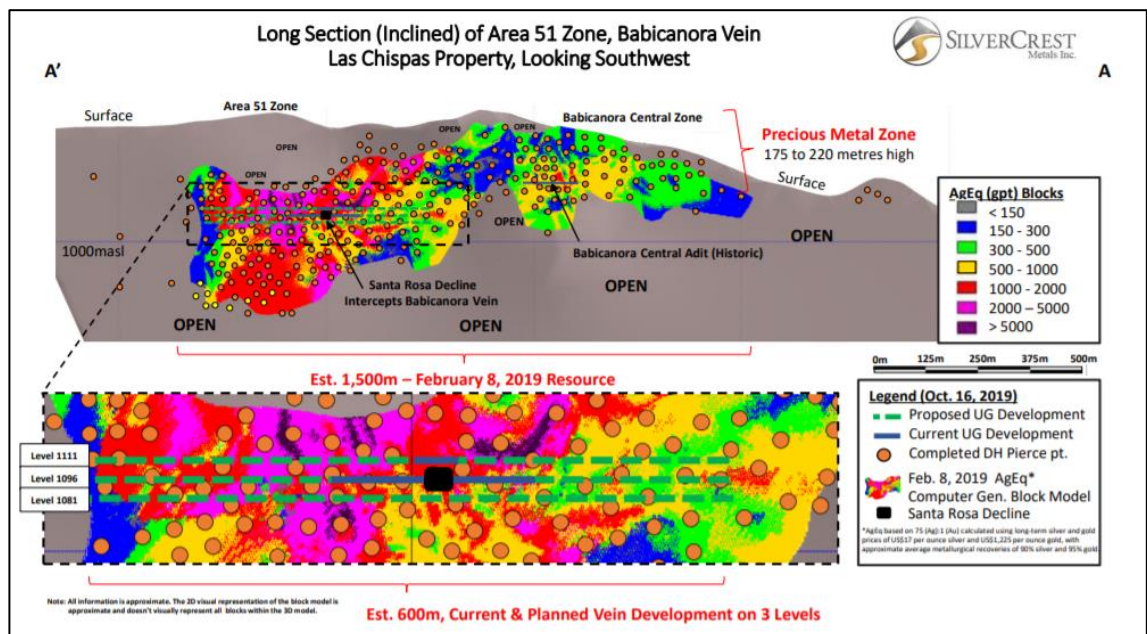 Long Section (Inclined) of Area 51 Zone, Babicanora Vein
Las Chispas Property, Looking Southwest
SILVERCREST
Metals Inc.
A'
A
Surface
Area 51 Zone
OPEN
OPEN
Babicanora Central Zone
Precious Metal Zone
175 to 220 metres high
OPEN
OPEN
Surface
AgEq (gpt) Blocks
< 150
150 - 300
300 - 500
500 - 1000
1000 - 2000
2000 – 5000
> 5000
OPEN
OPEN
1000masl
Babicanora Central Adit (Historic)
Santa Rosa Decline
Intercepts Babicanora Vein
OPEN
OPEN
OPEN
0m 125m 250m 375m 500m
Est. 1,500m – February 8, 2019 Resource
Level 1111
Level 1096
Level 1081
Legend (Oct. 16, 2019)
Proposed UG Development
Current UG Development
Completed DH Pierce pt.
Feb. 8, 2019 AgEq*
Computer Gen. Block Model
Santa Rosa Decline
*AgEq based on 75 (Ag):1 (Au) calculated using long-term silver and gold
prices of US$17 per ounce silver and US$1,225 per ounce gold, with
approximate average metallurgical recoveries of 90% silver and 95% gold.
Note: All information is approximate. The 2D visual representation of the block model is
approximate and doesn't visually represent all blocks within the 3D model.
Est. 600m, Current & Planned Vein Development on 3 Levels